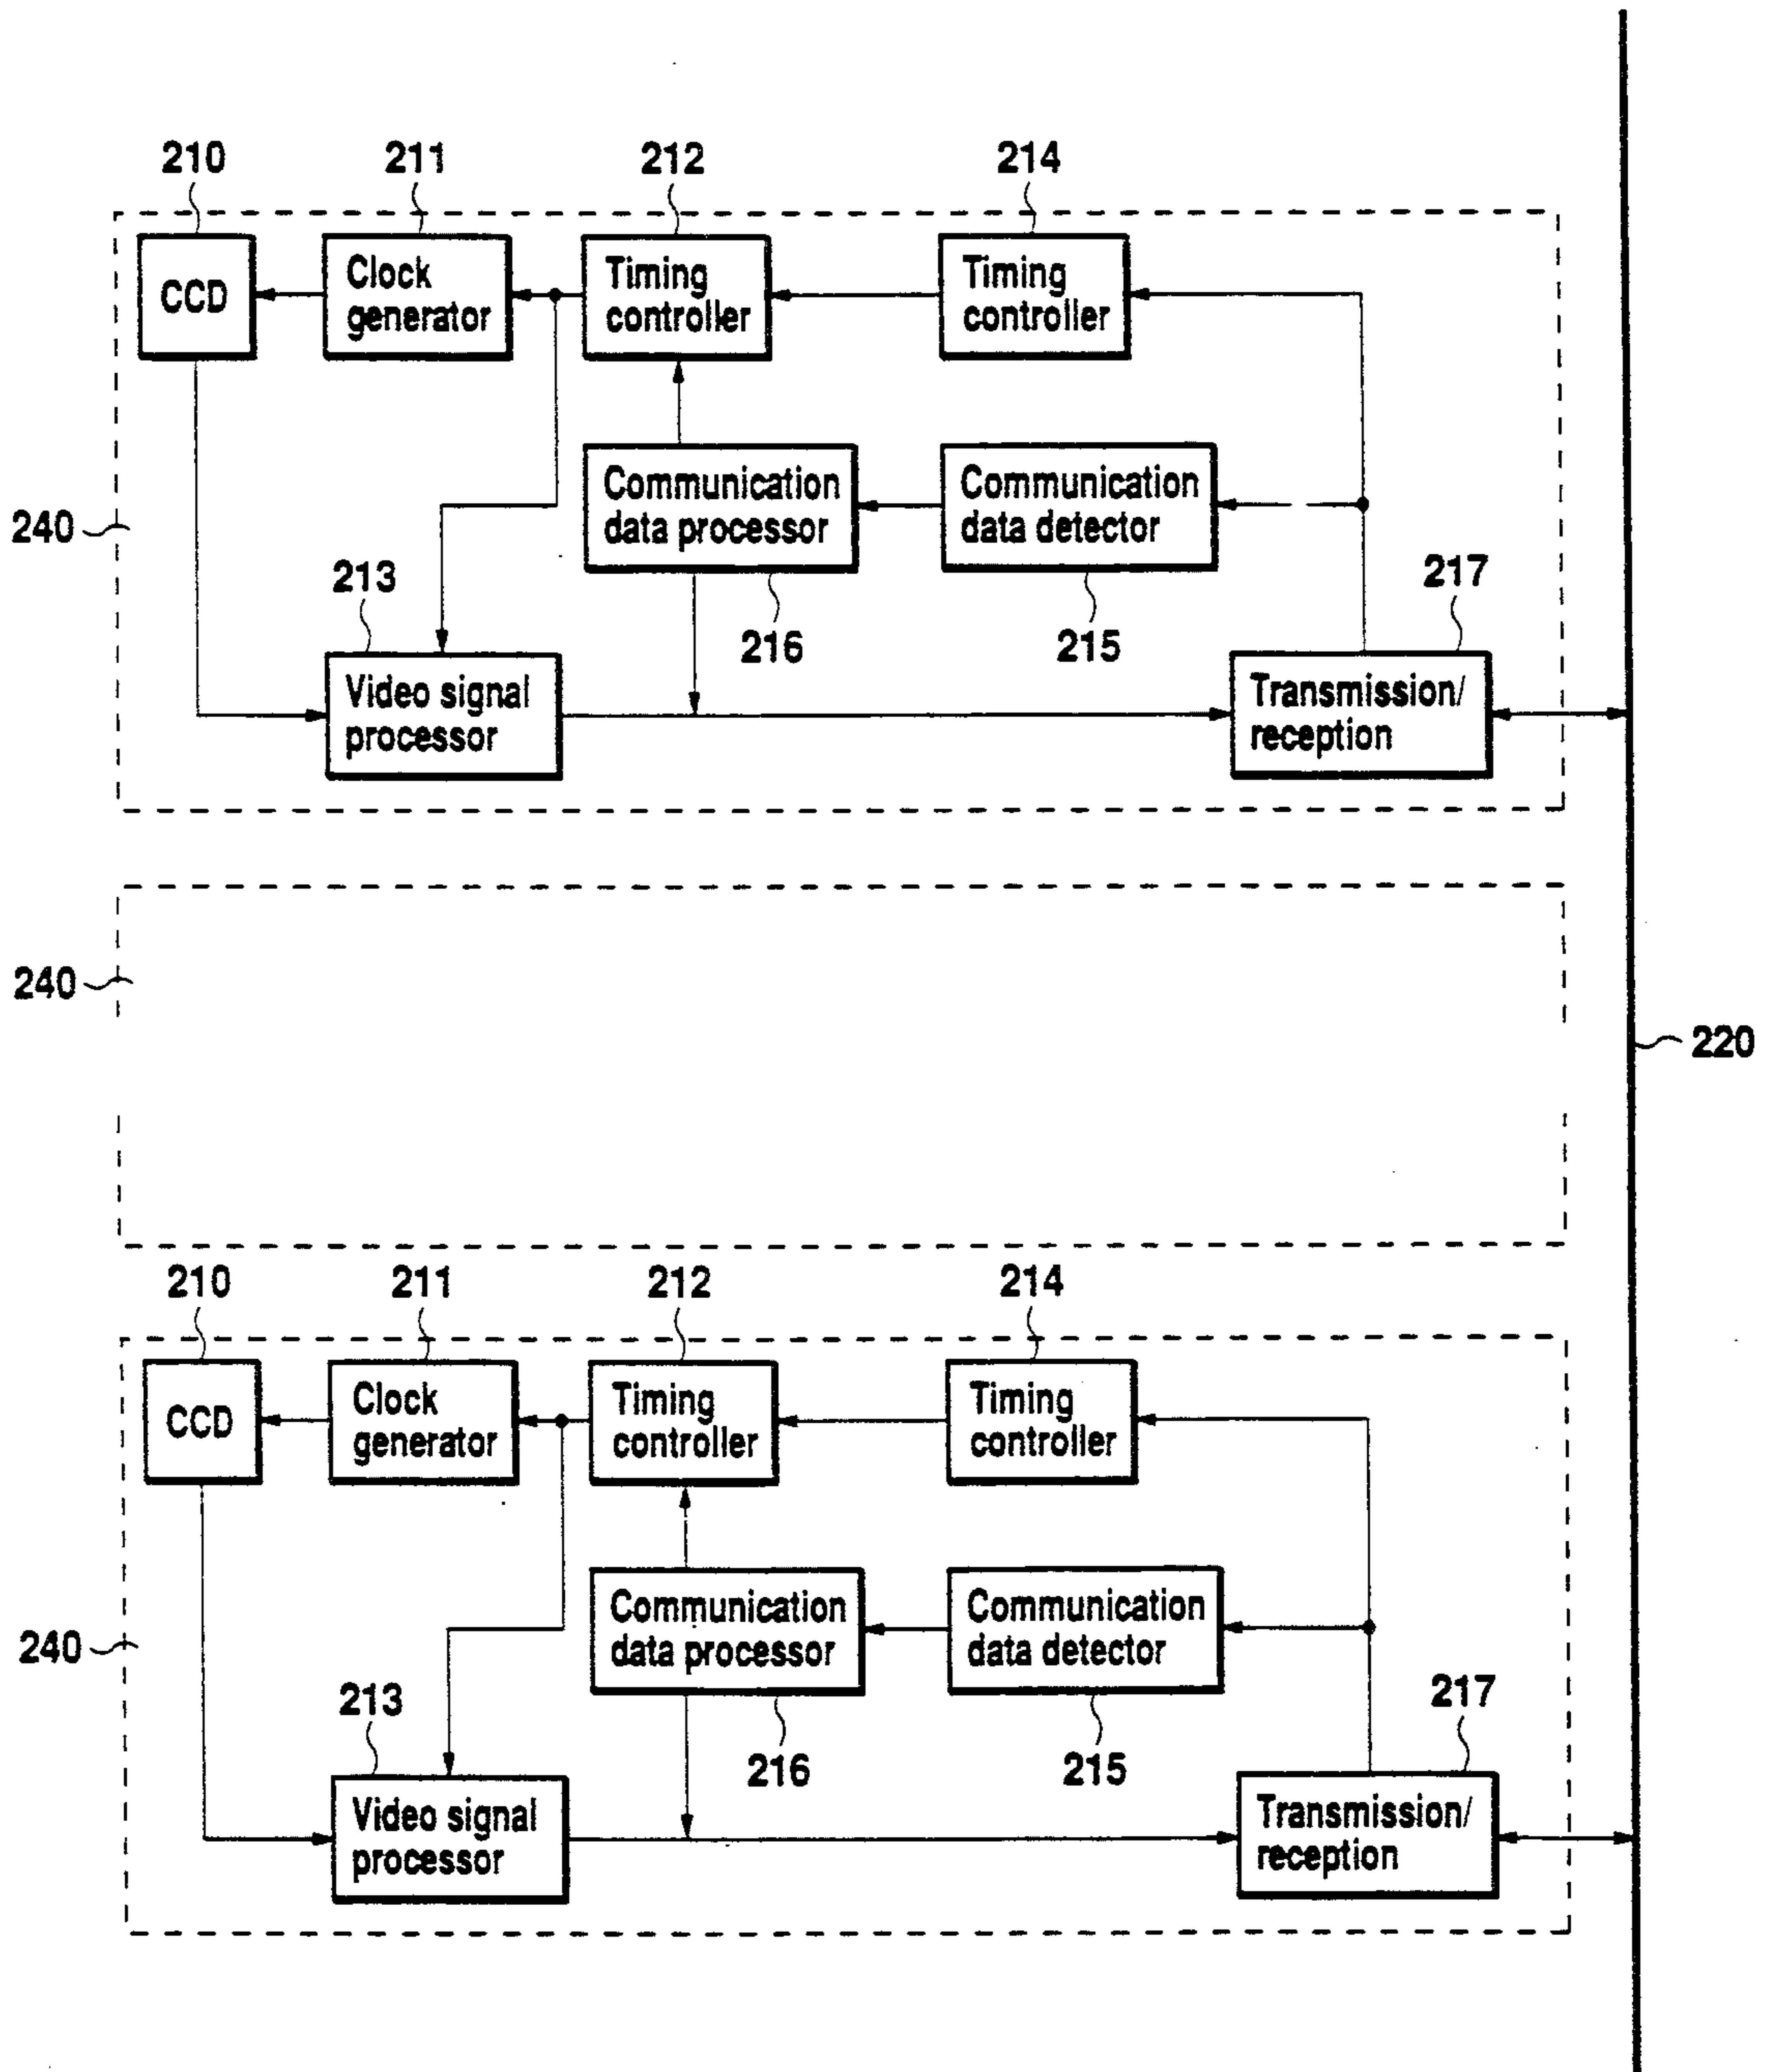 210
211
212
214
CCD
Clock
generator
Timing
controller
Timing
controller
240
Communication
data processor
Communication
data detector
213
216
215
217
Video signal
processor
Transmission/
reception
240
220
210
211
212
214
CCD
Clock
generator
Timing
controller
Timing
controller
240
Communication
data processor
Communication
data detector
213
216
215
217
Video signal
processor
Transmission/
reception